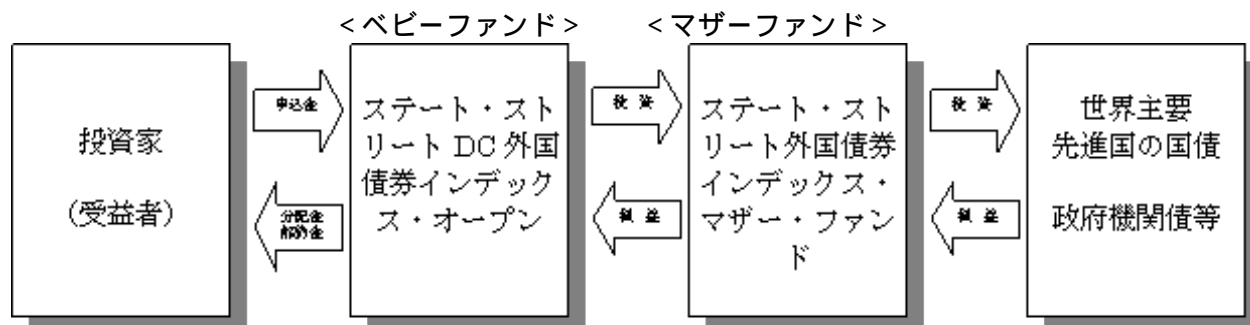 <ベビーファンド>
<マザーファンド>
投資家
(受益者)
申込金
分配金
解約金
ステート・スト
リート DC 外国
債券インデック
ス・オープン
投 資
損 益
ステート・スト
リート外国債券
インデックス・
マザー・ファン
ド
投 資
損 益
世界主要
先進国の国債
政府機関債等